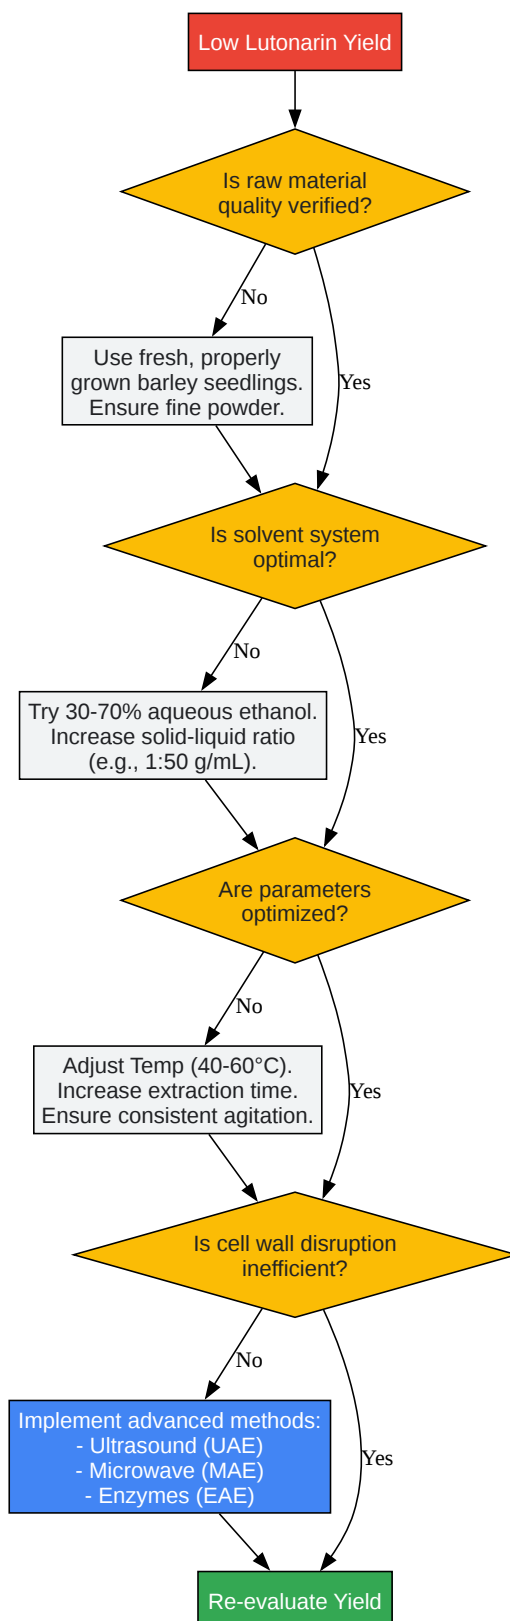 Low Lutonarin Yield
Is raw material
quality verified?
No
Yes
Use fresh, properly
grown barley seedlings.
Ensure fine powder.
Is solvent system
optimal?
No
Yes
Try 30-70% aqueous ethanol.
Increase solid-liquid ratio
(e.g., 1:50 g/mL).
Are parameters
optimized?
No
Yes
Adjust Temp (40-60°C).
Increase extraction time.
Ensure consistent agitation.
Is cell wall disruption
inefficient?
No
Yes
Implement advanced methods:
- Ultrasound (UAE)
- Microwave (MAE)
- Enzymes (EAE)
Re-evaluate Yield